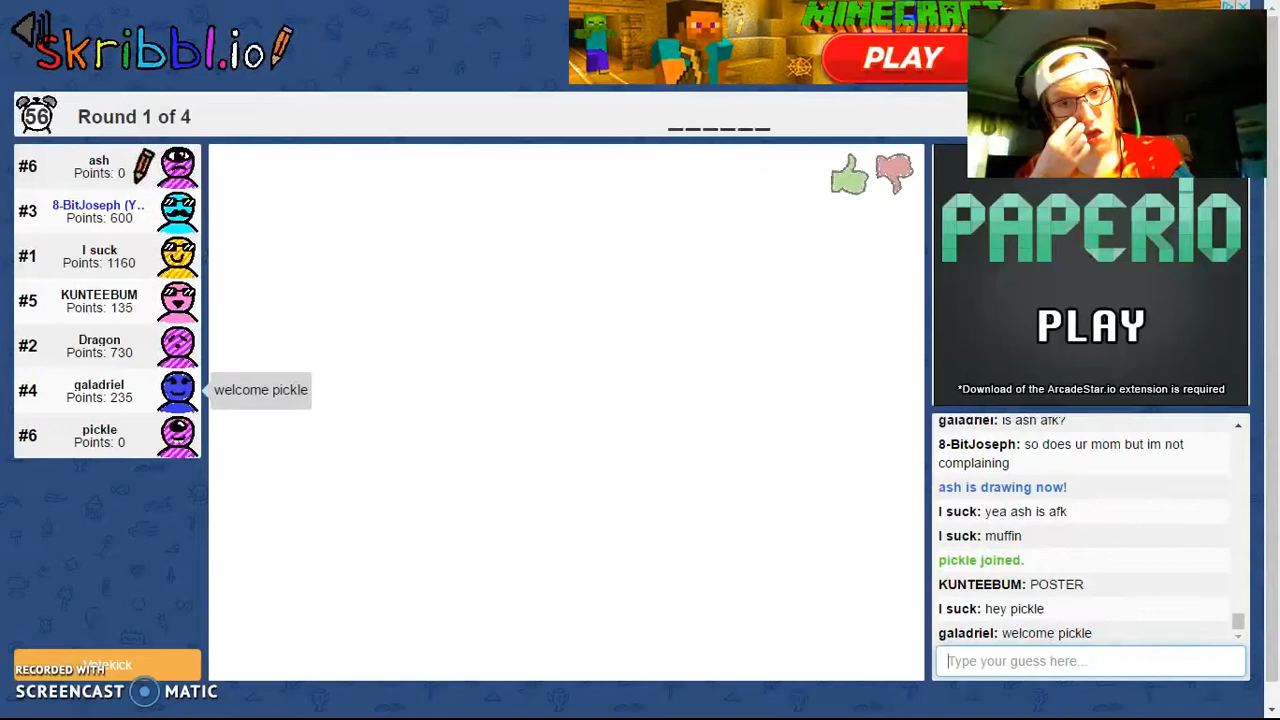 MINECRAFT
skribbl.io
PLAY
56
Round 1 of 4
______
#6 ash
Points: 0
#3 8-BitJoseph (Y..
Points: 600
#1 I suck
Points: 1160
#5 KUNTEEBUM
Points: 135
#2 Dragon
Points: 730
#4 galadriel
Points: 235
welcome pickle
#6 pickle
Points: 0
PAPERIO
PLAY
*Download of the ArcadeStar.io extension is required
galadriel: is ash afk?
8-BitJoseph: so does ur mom but im not
complaining
ash is drawing now!
I suck: yea ash is afk
I suck: muffin
pickle joined.
KUNTEEBUM: POSTER
I suck: hey pickle
galadriel: welcome pickle
Type your guess here...
Votekick
RECORDED WITH
SCREENCAST MATIC